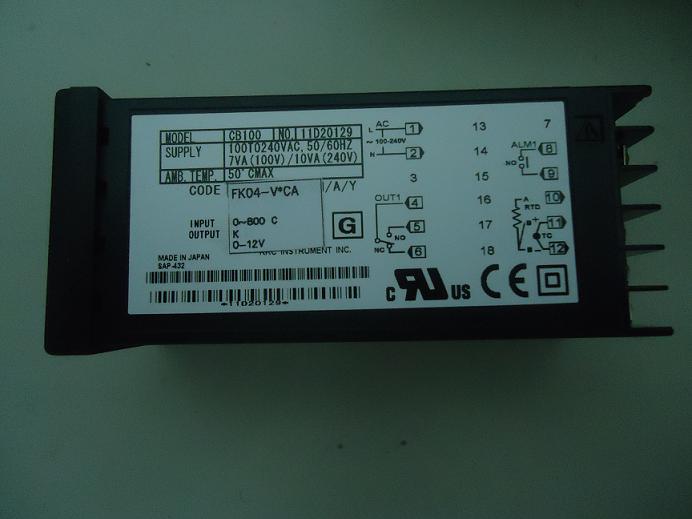 MODEL CB100 NO. 11D20129
SUPPLY 100TO240VAC, 50/60HZ
7VA (100V)/10VA (240V)
AMB. TEMP. 50°CMAX
CODE FK04-V*CA /A/Y
INPUT 0~800 C
OUTPUT K
0-12V
INSTRUMENT INC.
MADE IN JAPAN
SAP-432
*11D20129*
G
AC
L 1
~ 100-240V
N 2
3
OUT1
4
5
NO
NC 6
13
14
15
16
17
18
7
ALM1
8
NO
9
10
A
RTD
B + 11
TC
B - 12
C RU US CE